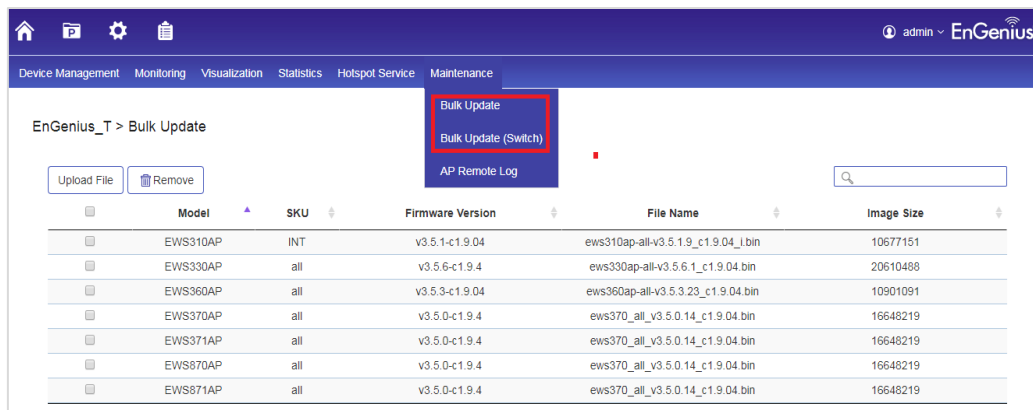 P
admin EnGenius
Device Management Monitoring Visualization Statistics Hotspot Service Maintenance
Bulk Update
EnGenius_T > Bulk Update
Bulk Update (Switch)
AP Remote Log
Upload File Remove
Model SKU Firmware Version File Name Image Size
EWS310AP INT v3.5.1-c1.9.04 ews310ap-all-v3.5.1.9_c1.9.04_i.bin 10677151
EWS330AP all v3.5.6-c1.9.4 ews330ap-all-v3.5.6.1_c1.9.04.bin 20610488
EWS360AP all v3.5.3-c1.9.04 ews360ap-all-v3.5.3.23_c1.9.04.bin 10901091
EWS370AP all v3.5.0-c1.9.4 ews370_all_v3.5.0.14_c1.9.04.bin 16648219
EWS371AP all v3.5.0-c1.9.4 ews370_all_v3.5.0.14_c1.9.04.bin 16648219
EWS870AP all v3.5.0-c1.9.4 ews370_all_v3.5.0.14_c1.9.04.bin 16648219
EWS871AP all v3.5.0-c1.9.4 ews370_all_v3.5.0.14_c1.9.04.bin 16648219